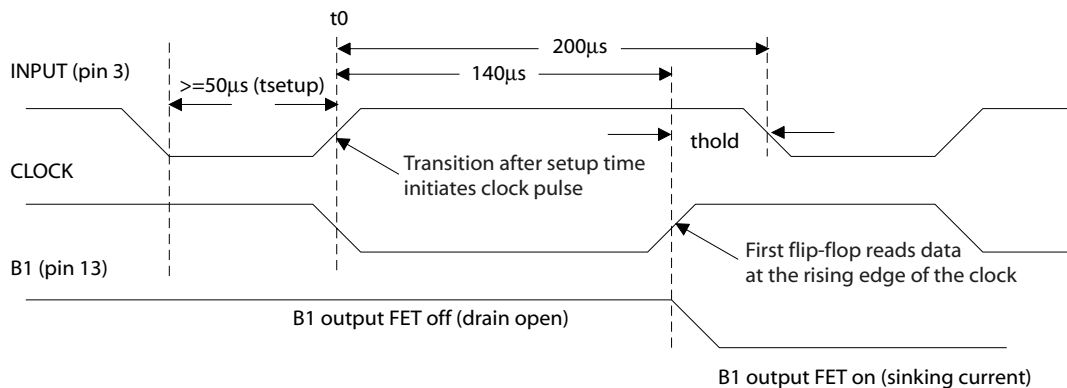 t0
200μs
INPUT (pin 3)
140μs
>=50μs (tsetup)
thold
Transition after setup time
initiates clock pulse
CLOCK
First flip-flop reads data
at the rising edge of the clock
B1 (pin 13)
B1 output FET off (drain open)
B1 output FET on (sinking current)